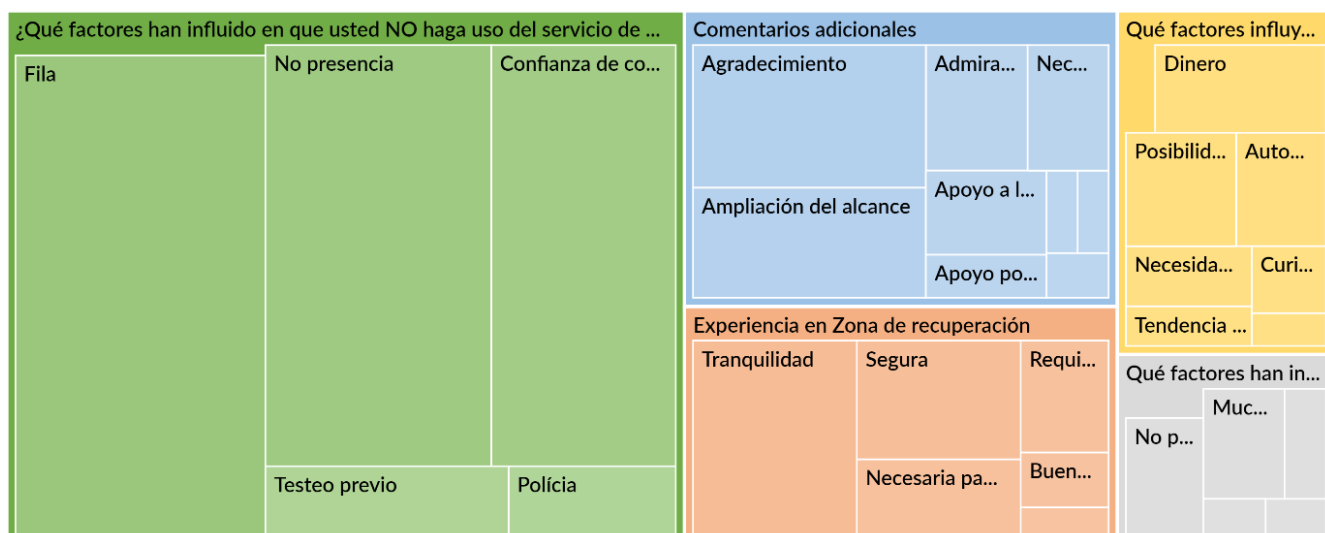 ¿Qué factores han influido en que usted NO haga uso del servicio de ...
Fila
No presencia
Confianza de co...
Testeo previo
Polícia
Comentarios adicionales
Agradecimiento
Admira...
Nec...
Ampliación del alcance
Apoyo a l...
Apoyo po...
Experiencia en Zona de recuperación
Tranquilidad
Segura
Requi...
Necesaria pa...
Buen...
Qué factores influy...
Dinero
Posibilid...
Auto...
Necesida...
Curi...
Tendencia ...
Qué factores han in...
Muc...
No p...